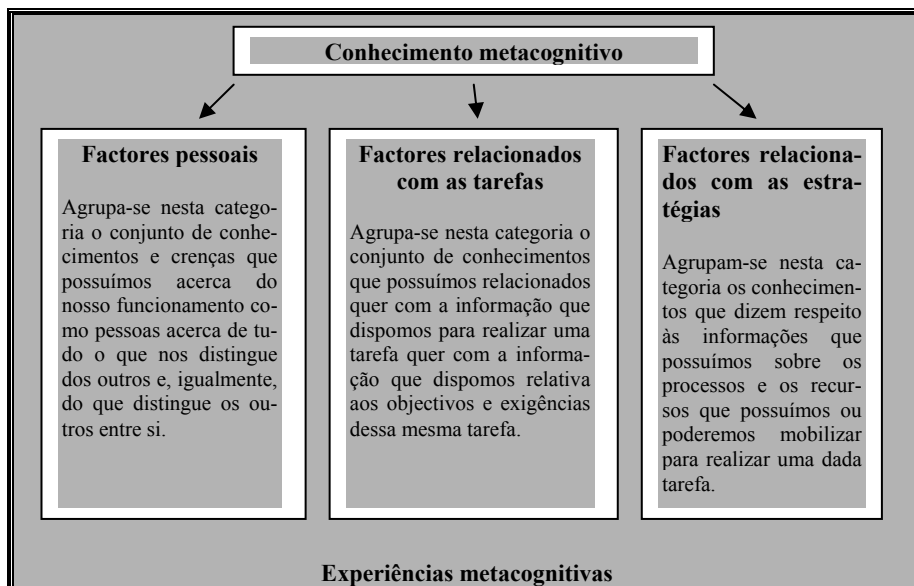 Conhecimento metacognitivo
Factores pessoais
Agrupa-se nesta catego-
ria o conjunto de conhe-
cimentos e crenças que
possuímos acerca do
nosso funcionamento co-
mo pessoas acerca de tu-
do o que nos distingue
dos outros e, igualmente,
do que distingue os ou-
tros entre si.
Factores relacionados
com as tarefas
Agrupa-se nesta categoria o
conjunto de conhecimentos
que possuímos relacionados
quer com a informação que
dispomos para realizar uma
tarefa quer com a informa-
ção que dispomos relativa
aos objectivos e exigências
dessa mesma tarefa.
Factores relaciona-
dos com as estra-
tégias
Agrupam-se nesta ca-
tegoria os conhecimen-
tos que dizem respeito
às informações que
possuímos sobre os
processos e os recur-
sos que possuímos ou
poderemos mobilizar
para realizar uma dada
tarefa.
Experiências metacognitivas